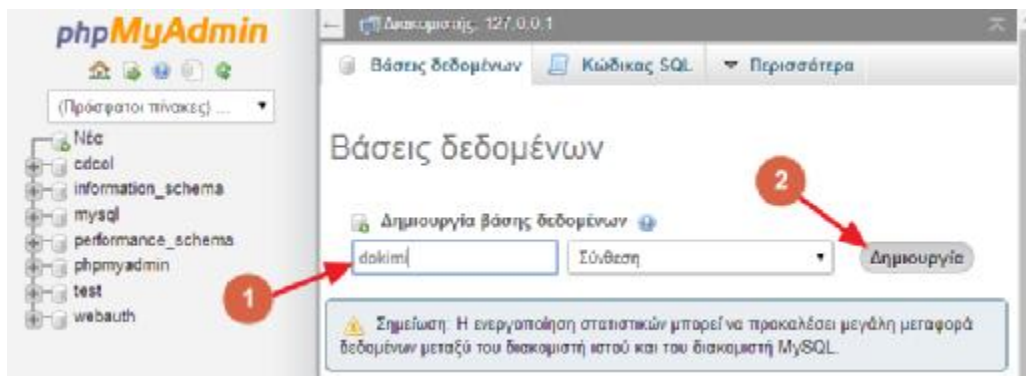 phpMyAdmin
(Πρόσφατοι πίνακες) ...
Νέα
cdcol
information_schema
mysql
performance_schema
phpmyadmin
test
webauth
Διακομιστής: 127.0.0.1
Βάσεις δεδομένων
Κώδικας SQL
Περισσότερα
Βάσεις δεδομένων
Δημιουργία βάσης δεδομένων
dokimi
Σύνθεση
Δημιουργία
1
2
Σημείωση: Η ενεργοποίηση στατιστικών μπορεί να προκαλέσει μεγάλη μεταφορά
δεδομένων μεταξύ του διακομιστή ιστού και του διακομιστή MySQL.